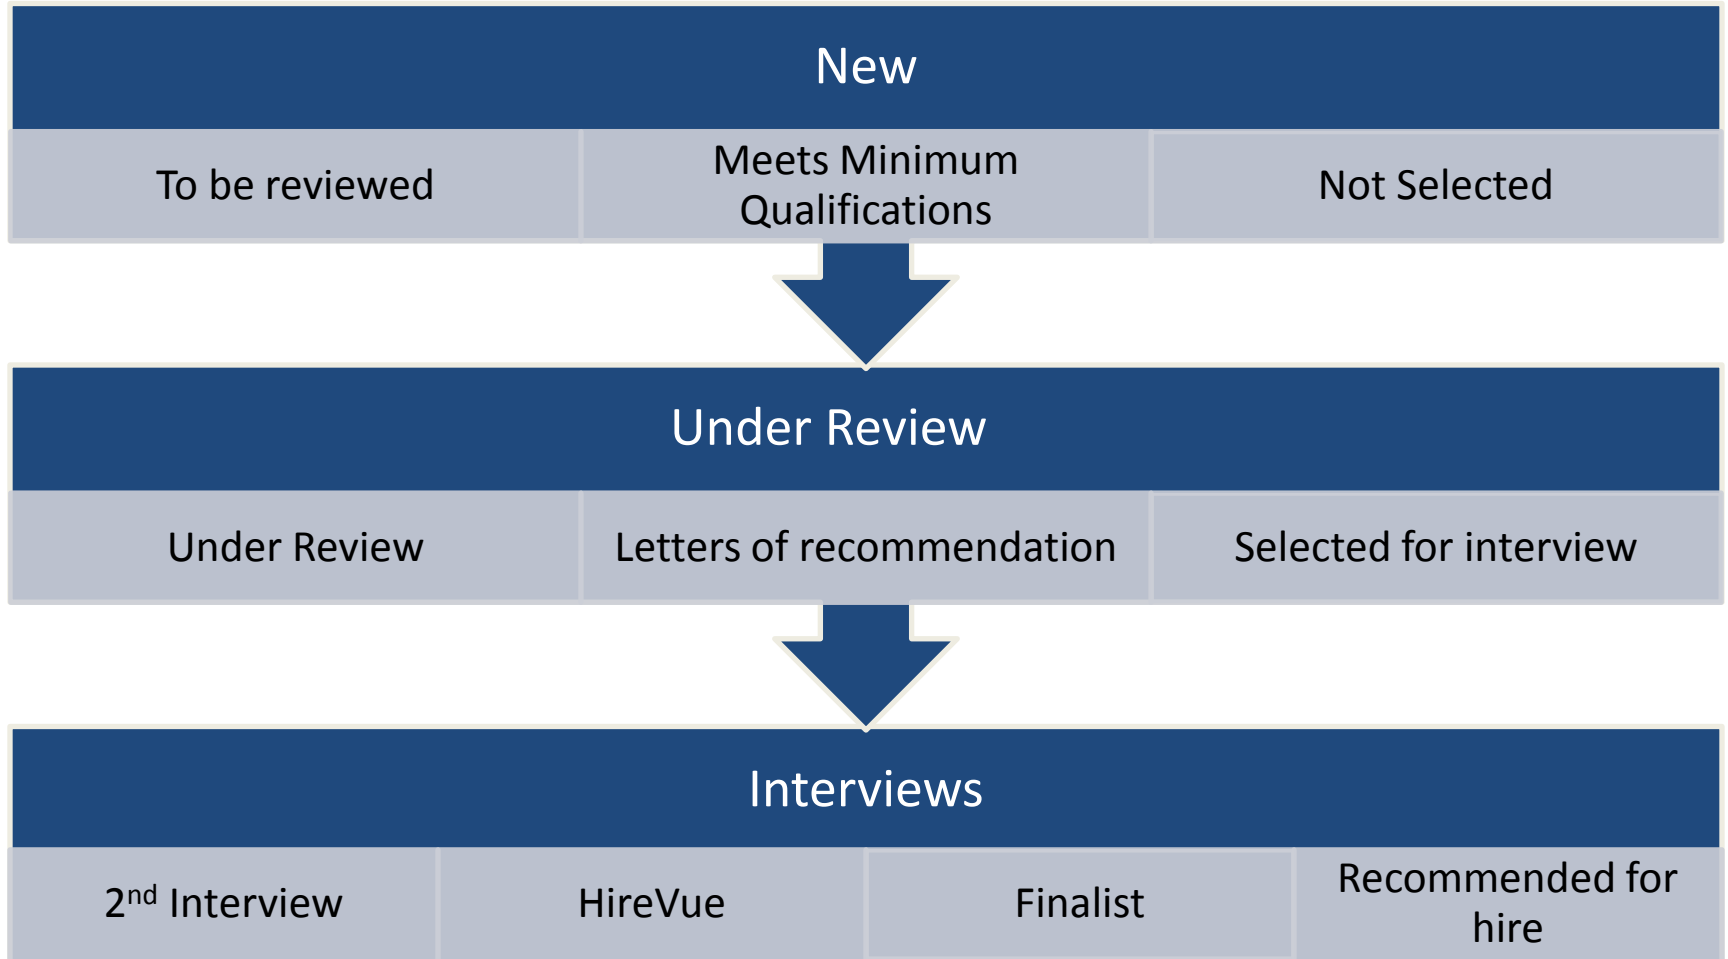 New
To be reviewed
Meets Minimum
Qualifications
Not Selected
Under Review
Under Review
Letters of recommendation
Selected for interview
Interviews
2nd Interview
HireVue
Finalist
Recommended for
hire